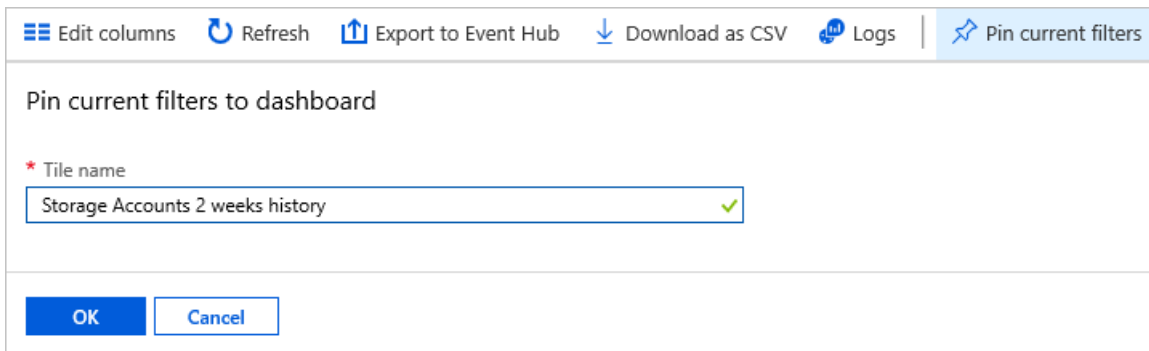 Edit columns Refresh Export to Event Hub Download as CSV Logs Pin current filters
Pin current filters to dashboard
* Tile name
Storage Accounts 2 weeks history
OK Cancel